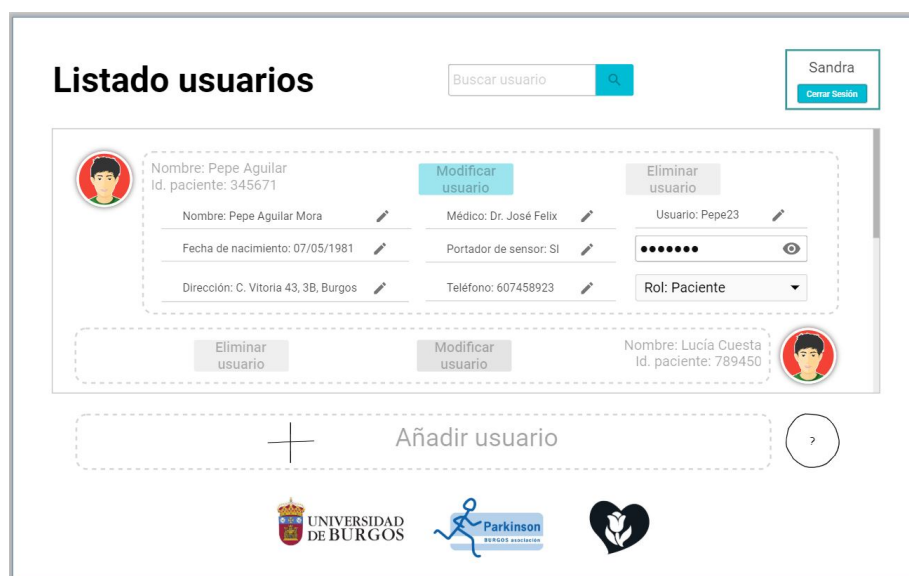 Listado usuarios
Buscar usuario
Sandra
Cerrar Sesión
Nombre: Pepe Aguilar
Id. paciente: 345671
Modificar
usuario
Eliminar
usuario
Nombre: Pepe Aguilar Mora
Médico: Dr. José Felix
Usuario: Pepe23
Fecha de nacimiento: 07/05/1981
Portador de sensor: SI
Dirección: C. Vitoria 43, 3B, Burgos
Teléfono: 607458923
Rol: Paciente
Eliminar
usuario
Modificar
usuario
Nombre: Lucía Cuesta
Id. paciente: 789450
Añadir usuario
?
UNIVERSIDAD
DE BURGOS
Parkinson
BURGOS asociación